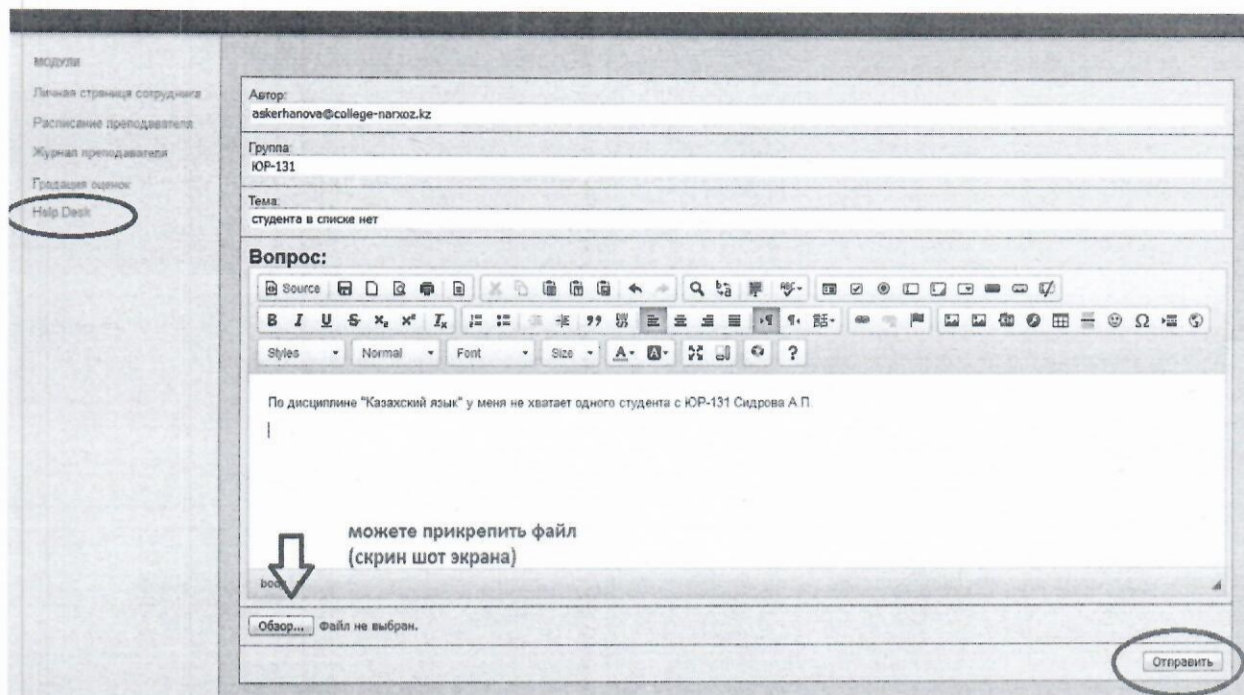 МОДУЛИ
Личная страница сотрудника
Расписание преподавателя
Журнал преподавателя
Градация оценок
Help Desk
Автор:
askerhanova@college-narxoz.kz
Группа:
ЮР-131
Тема:
студента в списке нет
Вопрос:
Source
B I U S x₂ x² Tx
Styles Normal Font Size A A ?
По дисциплине "Казахский язык" у меня не хватает одного студента с ЮР-131 Сидрова А.П.
можете прикрепить файл
(скрин шот экрана)
body
Обзор... Файл не выбран.
Отправить